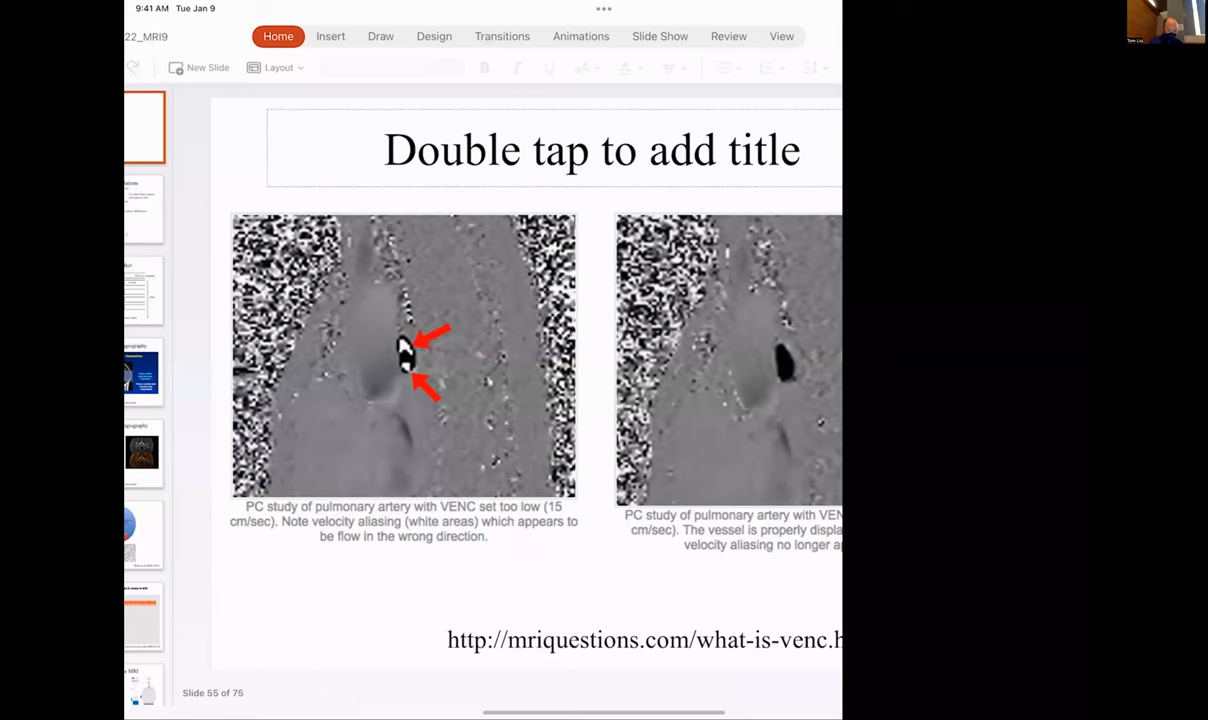 9:41 AM Tue Jan 9
22_MRI9
Home Insert Draw Design Transitions Animations Slide Show Review View
New Slide Layout
Double tap to add title
PC study of pulmonary artery with VENC set too low (15
cm/sec). Note velocity aliasing (white areas) which appears to
be flow in the wrong direction.
PC study of pulmonary artery with VEN
cm/sec). The vessel is properly displa
velocity aliasing no longer ap
http://mriquestions.com/what-is-venc.h
Slide 55 of 75
Tom Liu